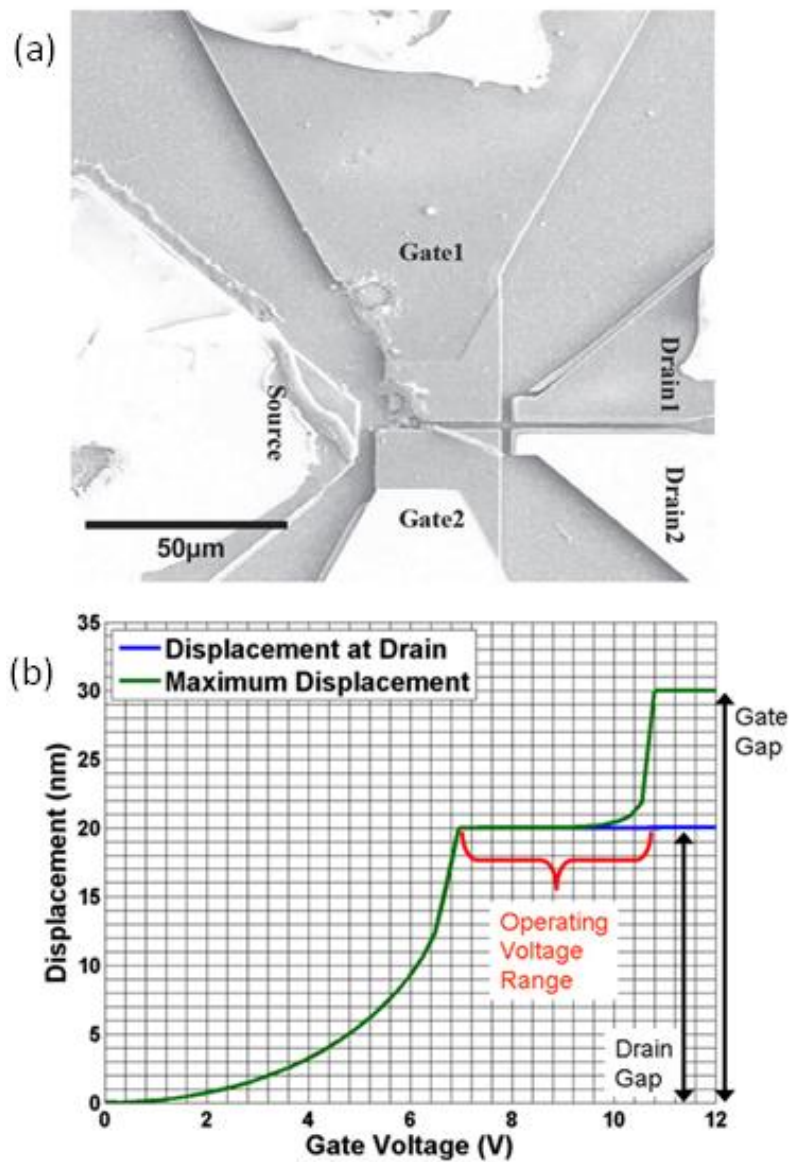 (a)
Gate1
Source
Drain1
Drain2
Gate2
50μm
(b)
Displacement at Drain
Maximum Displacement
35
30
25
20
15
10
5
0
Displacement (nm)
Gate
Gap
Operating
Voltage
Range
Drain
Gap
0 2 4 6 8 10 12
Gate Voltage (V)